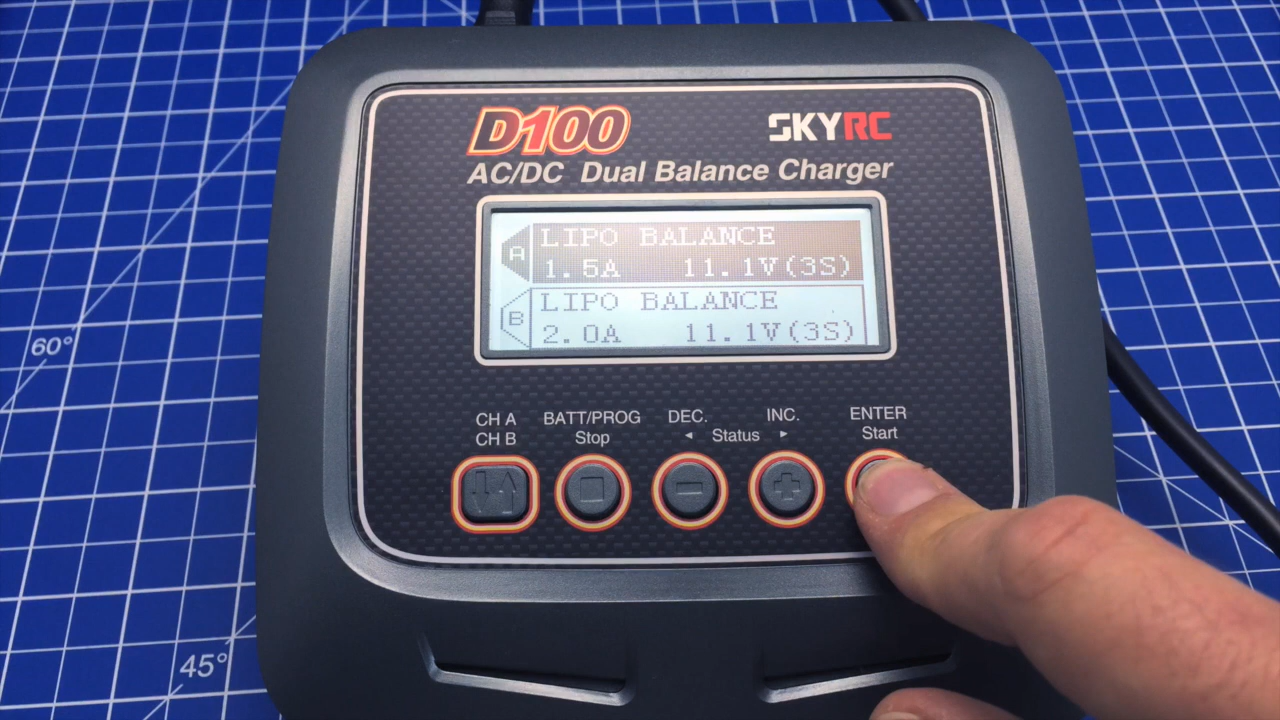 D100
SKYRC
AC/DC Dual Balance Charger
A
LIPO BALANCE
1.5A 11.1V(3S)
B
LIPO BALANCE
2.0A 11.1V(3S)
CH A
CH B
BATT/PROG
Stop
DEC.
INC.
◄ Status ►
ENTER
Start
60°
45°